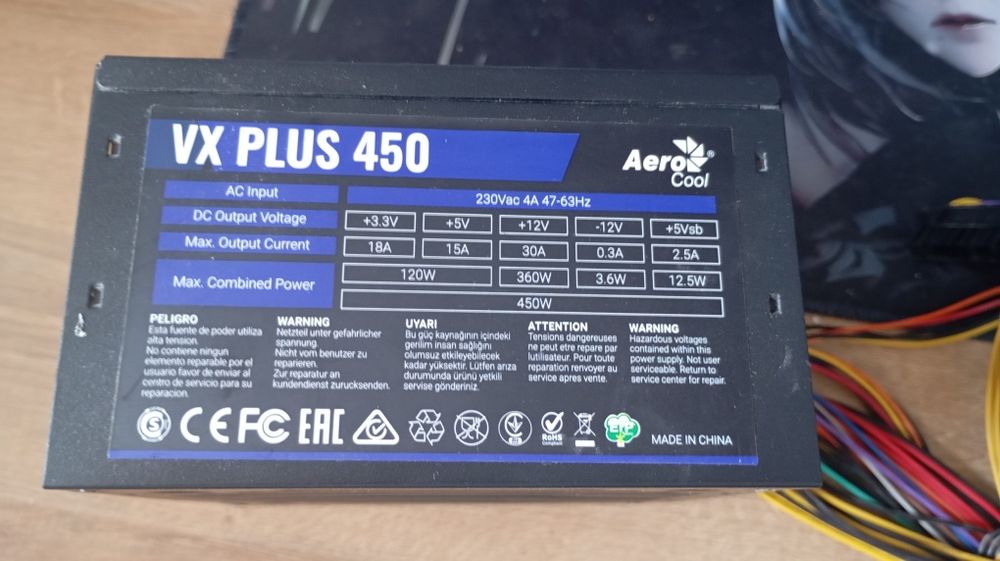 VX PLUS 450
Aero
Cool
®
AC Input
230Vac 4A 47-63Hz
DC Output Voltage
+3.3V +5V +12V -12V +5Vsb
Max. Output Current
18A 15A 30A 0.3A 2.5A
Max. Combined Power
120W 360W 3.6W 12.5W
450W
PELIGRO
Esta fuente de poder utiliza
alta tension.
No contiene ningun
elemento reparable por el
usuario favor de enviar al
centro de servicio para su
reparacion.
WARNING
Netzteil unter gefahrlicher
spannung.
Nicht vom benutzer zu
reparieren.
Zur reparatur an
kundendienst zurucksenden.
UYARI
Bu güç kaynağının içindeki
gerilim insan sağlığını
olumsuz etkileyebilecek
kadar yüksektir. Lütfen arıza
durumunda ürünü yetkili
servise gönderiniz.
ATTENTION
Tensions dangereuses
ne peut etre repare par
lutilisateur. Pour toute
reparation renvoyer au
service apres vente.
WARNING
Hazardous voltages
contained within this
power supply. Not user
serviceable. Return to
service center for repair.
S CE FC EAC
RoHS
Compliant
ErP
MADE IN CHINA